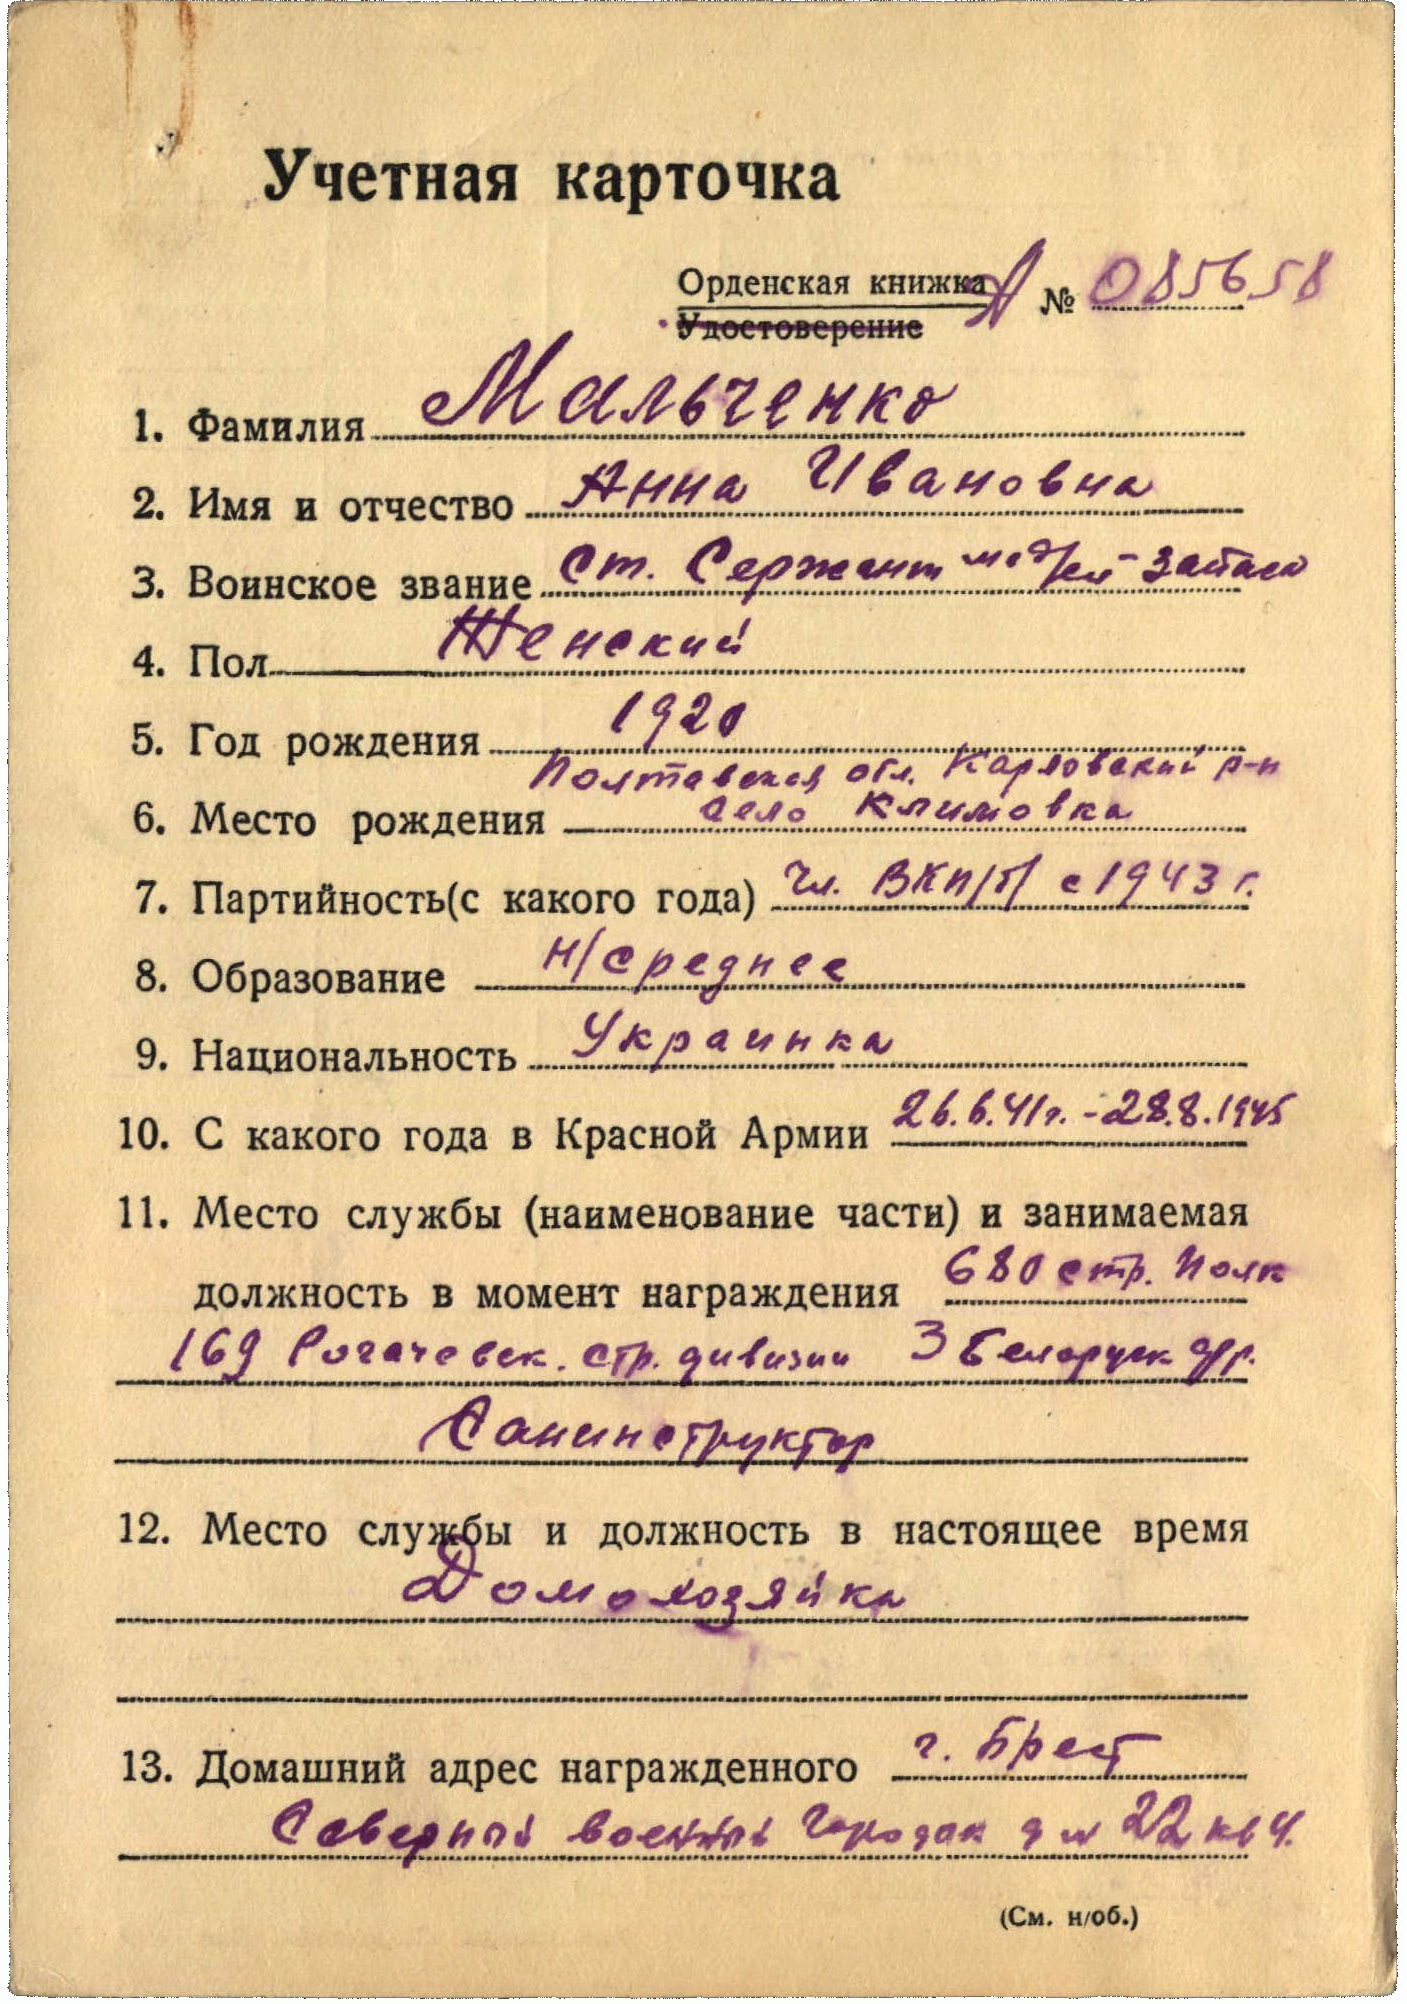 Учетная карточка
Орденская книжка А № 085658
Удостоверение
1. Фамилия Мальченко
2. Имя и отчество Анна Ивановна
3. Воинское звание Ст. Сержант запаса
4. Пол Женский
5. Год рождения 1920
Полтавская обл. Карловский р-н
6. Место рождения село Климовка
7. Партийность(с какого года) Чл. ВКП/б/ с 1943 г.
8. Образование н/среднее
9. Национальность Украинка
10. С какого года в Красной Армии 26.6.41г. - 28.8.1945
11. Место службы (наименование части) и занимаемая
должность в момент награждения 680 стр. полк
169 Рогачевск. стр. дивизии 3 Беларуск фр.
Санинструктор
12. Место службы и должность в настоящее время
Домохозяйка
13. Домашний адрес награжденного г. Брест
Северный военный городок д № 22 кв 4.
(См. н/об.)